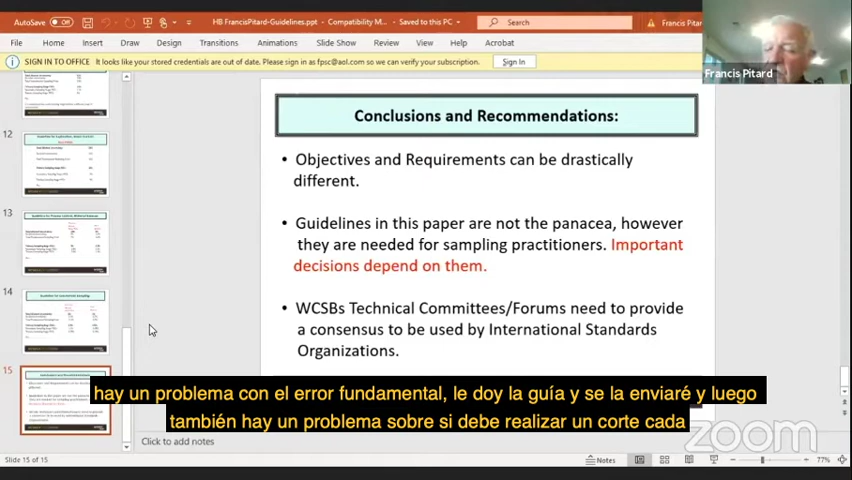 AutoSave
Off
HB FrancisPitard-Guidelines.ppt - Compatibility M... - Saved to this PC
Search
Francis Pitard
File Home Insert Draw Design Transitions Animations Slide Show Review View Help Acrobat
SIGN IN TO OFFICE It looks like your stored credentials are out of date. Please sign in as fpsc@aol.com so we can verify your subscription. Sign In
Francis Pitard
12
13
14
15
Conclusions and Recommendations:
• Objectives and Requirements can be drastically
different.
• Guidelines in this paper are not the panacea, however
they are needed for sampling practitioners. Important
decisions depend on them.
• WCSBs Technical Committees/Forums need to provide
a consensus to be used by International Standards
Organizations.
hay un problema con el error fundamental, le doy la guía y se la enviaré y luego
también hay un problema sobre si debe realizar un corte cada
zoom
Click to add notes
Slide 15 of 15
Notes
77%